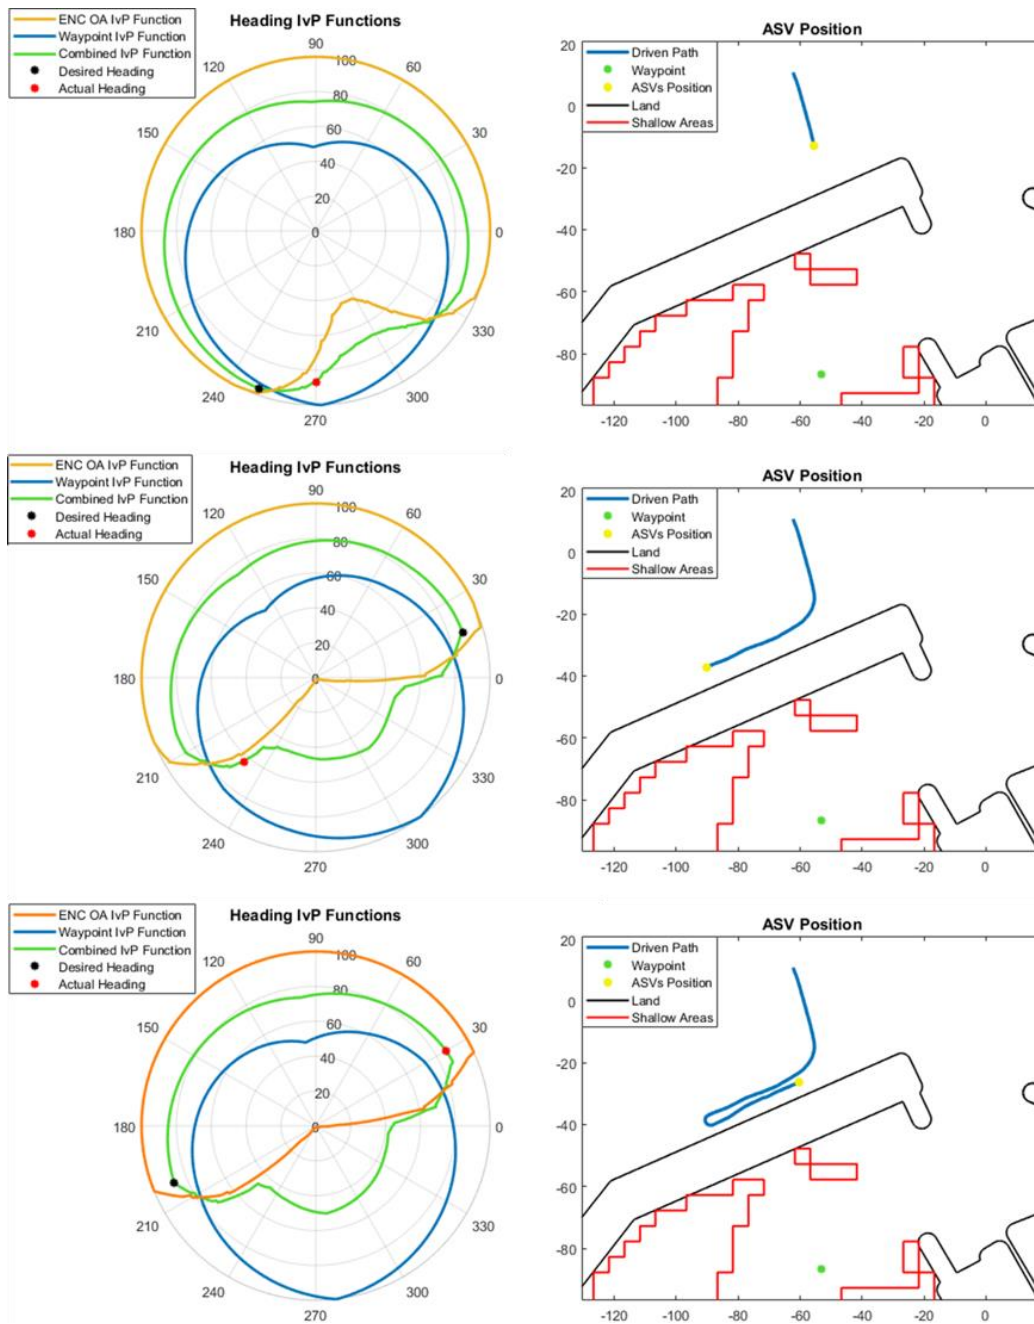 ENC OA IvP Function
Waypoint IvP Function
Combined IvP Function
Desired Heading
Actual Heading
Heading IvP Functions
90
120
60
100
80
150
30
60
40
20
180
0
0
210
330
240
300
270
ASV Position
Driven Path
Waypoint
ASVs Position
Land
Shallow Areas
20
0
-20
-40
-60
-80
-120
-100
-80
-60
-40
-20
0
ENC OA IvP Function
Waypoint IvP Function
Combined IvP Function
Desired Heading
Actual Heading
Heading IvP Functions
90
120
60
100
80
150
30
60
40
20
180
0
0
210
330
240
300
270
ASV Position
Driven Path
Waypoint
ASVs Position
Land
Shallow Areas
20
0
-20
-40
-60
-80
-120
-100
-80
-60
-40
-20
0
ENC OA IvP Function
Waypoint IvP Function
Combined IvP Function
Desired Heading
Actual Heading
Heading IvP Functions
90
120
60
100
80
150
30
60
40
20
180
0
0
210
330
240
300
270
ASV Position
Driven Path
Waypoint
ASVs Position
Land
Shallow Areas
20
0
-20
-40
-60
-80
-120
-100
-80
-60
-40
-20
0